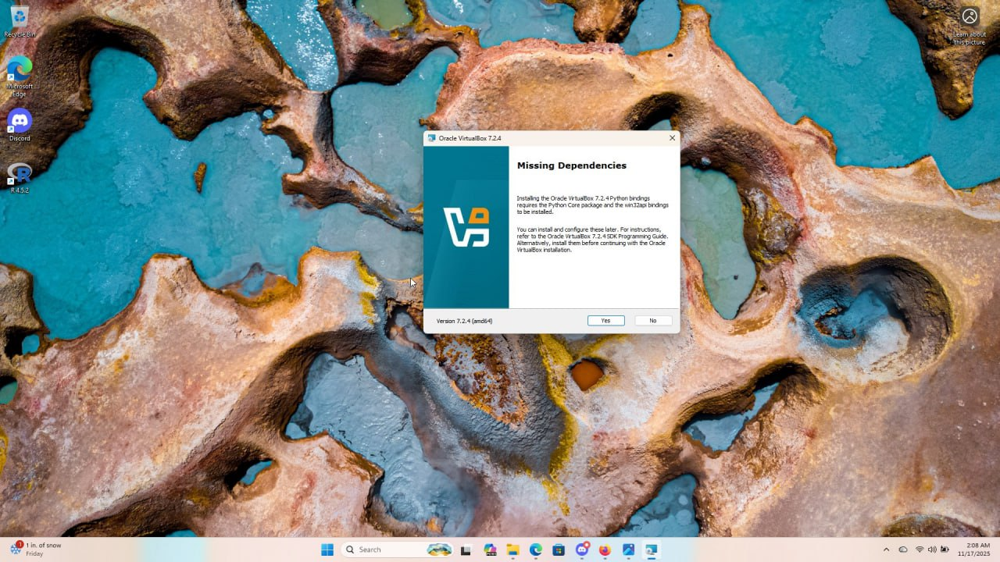 Recycle Bin
Microsoft
Edge
Discord
R 4.5.2
Learn about
this picture
Oracle VirtualBox 7.2.4
Missing Dependencies
Installing the Oracle VirtualBox 7.2.4 Python bindings
requires the Python Core package and the win32api bindings
to be installed.
You can install and configure these later. For instructions,
refer to the Oracle VirtualBox 7.2.4 SDK Programming Guide.
Alternatively, install them before continuing with the Oracle
VirtualBox installation.
Version 7.2.4 (amd64)
Yes
No
1
1 in. of snow
Friday
Search
2:08 AM
11/17/2025